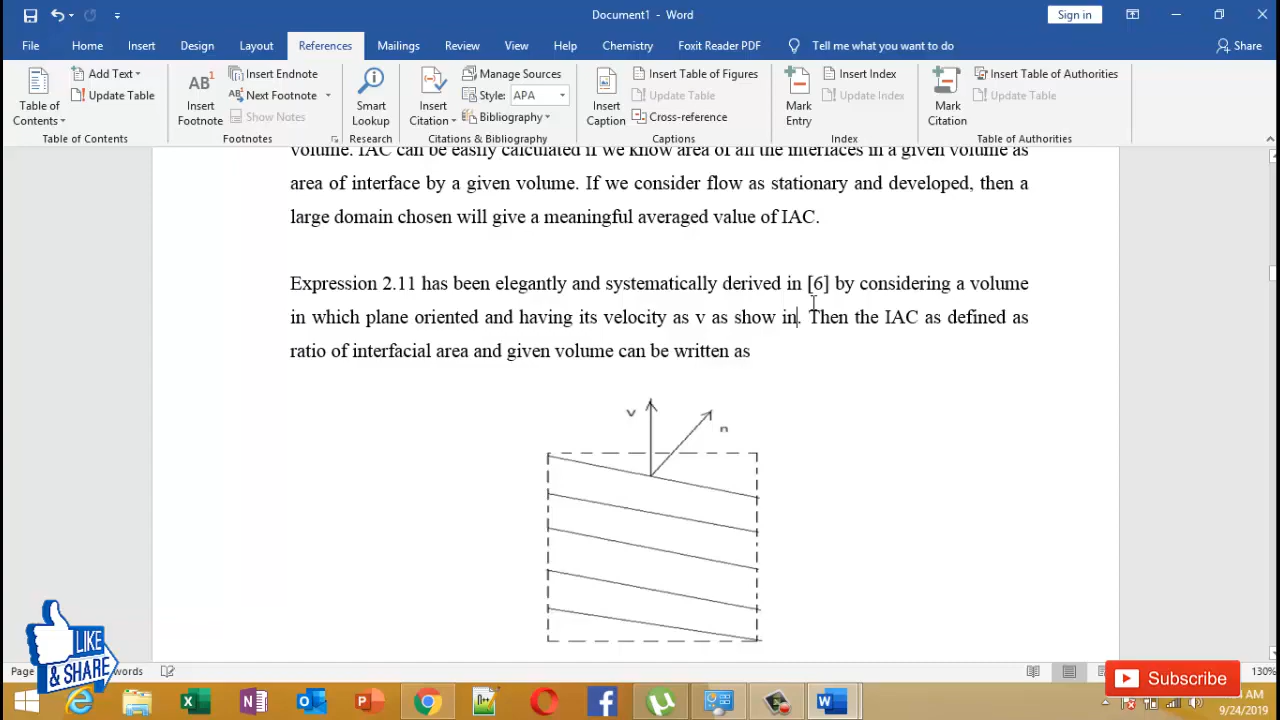 Document1 - Word
Sign in
File Home Insert Design Layout References Mailings Review View Help Chemistry Foxit Reader PDF Tell me what you want to do Share
Table of Contents
Add Text
Update Table
Table of Contents
AB1 Insert Footnote
Insert Endnote
AB1 Next Footnote
Show Notes
Footnotes
Smart Lookup
Research
Insert Citation
Manage Sources
Style: APA
Bibliography
Citations & Bibliography
Insert Caption
Insert Table of Figures
Update Table
Cross-reference
Captions
Mark Entry
Insert Index
Update Index
Index
Mark Citation
Insert Table of Authorities
Update Table
Table of Authorities
volume. IAC can be easily calculated if we know area of all the interfaces in a given volume as
area of interface by a given volume. If we consider flow as stationary and developed, then a
large domain chosen will give a meaningful averaged value of IAC.
Expression 2.11 has been elegantly and systematically derived in [6] by considering a volume
in which plane oriented and having its velocity as v as show in. Then the IAC as defined as
ratio of interfacial area and given volume can be written as
v
n
LIKE
& SHARE
Page
words
130%
Subscribe
AM
9/24/2019